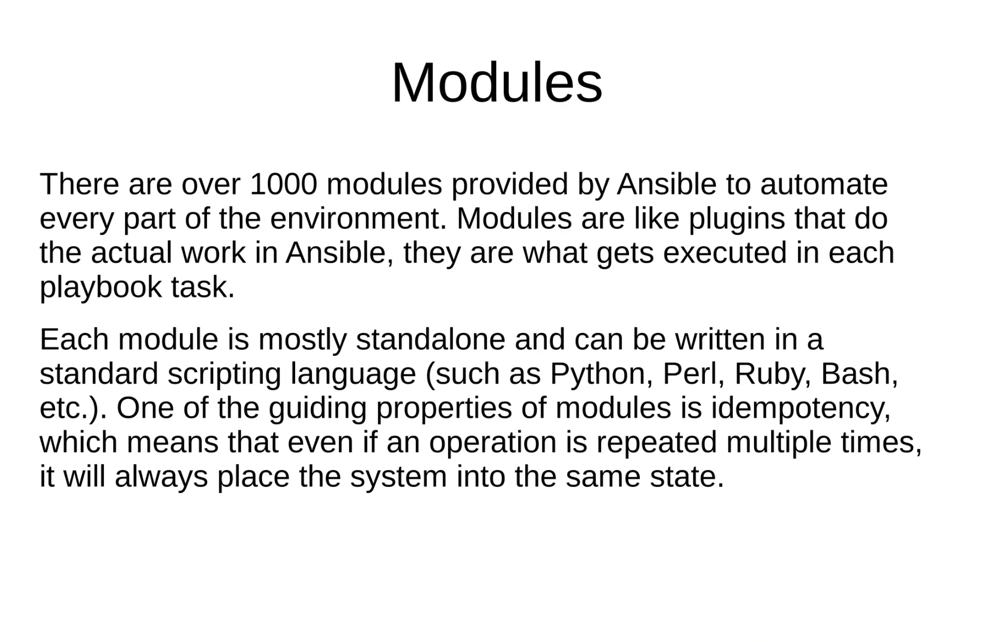 Modules
There are over 1000 modules provided by Ansible to automate
every part of the environment. Modules are like plugins that do
the actual work in Ansible, they are what gets executed in each
playbook task.
Each module is mostly standalone and can be written in a
standard scripting language (such as Python, Perl, Ruby, Bash,
etc.). One of the guiding properties of modules is idempotency,
which means that even if an operation is repeated multiple times,
it will always place the system into the same state.